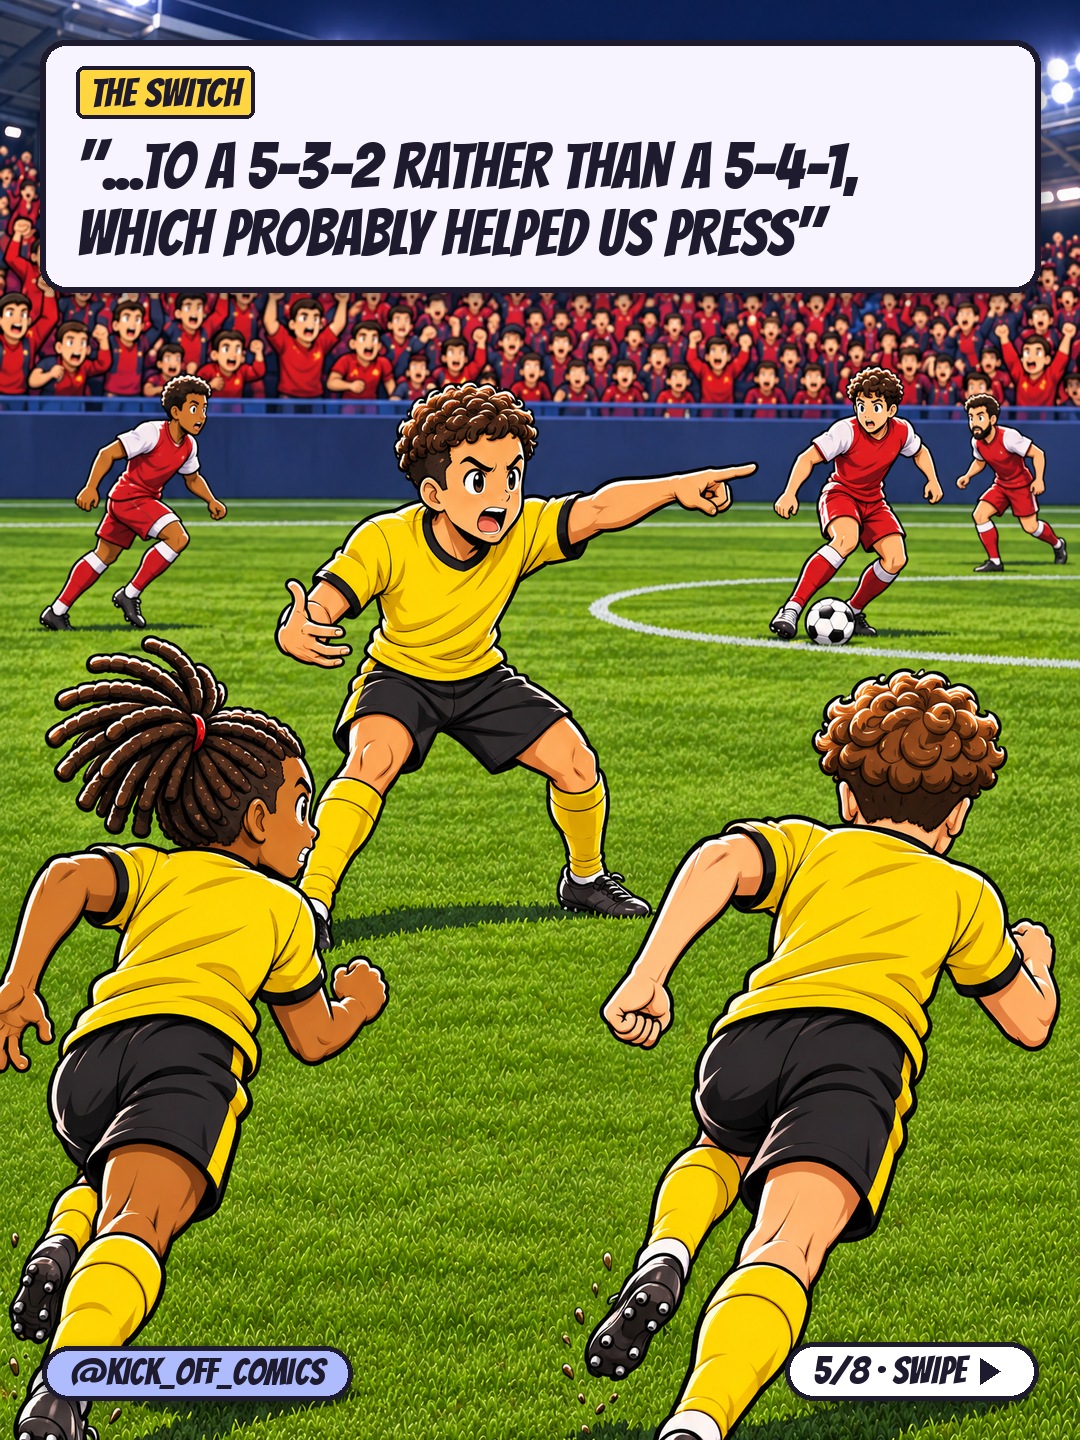 THE SWITCH
"...TO A 5-3-2 RATHER THAN A 5-4-1,
WHICH PROBABLY HELPED US PRESS"
@KICK_OFF_COMICS
5/8 • SWIPE ▶